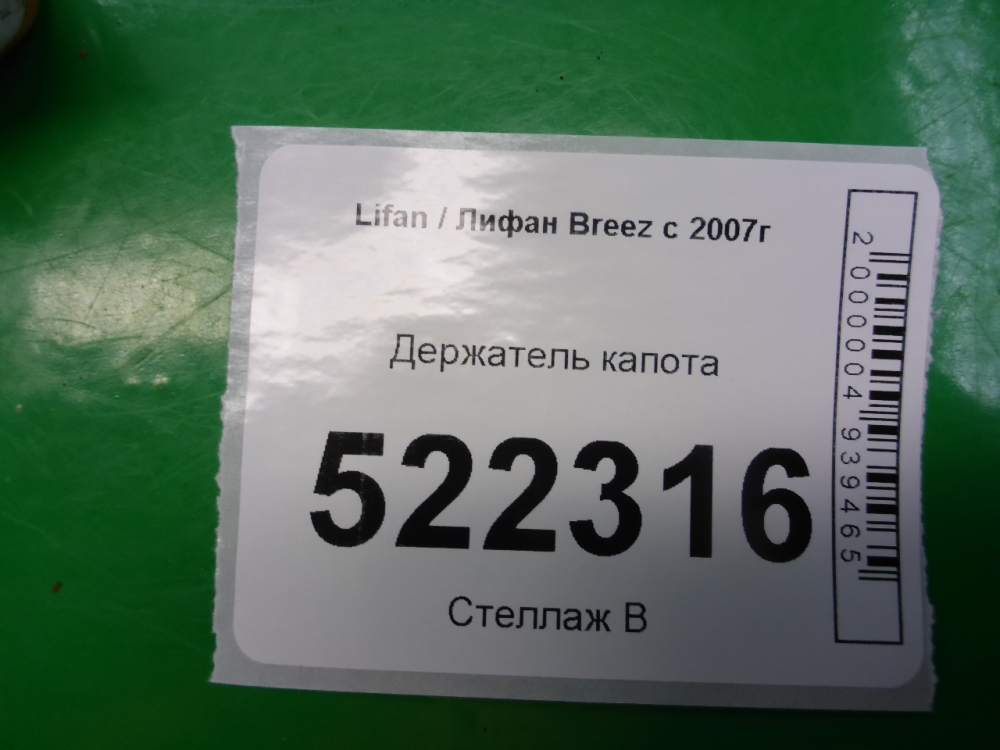 Lifan / Лифан Breez с 2007г
Держатель капота
522316
Стеллаж В
2000004939465